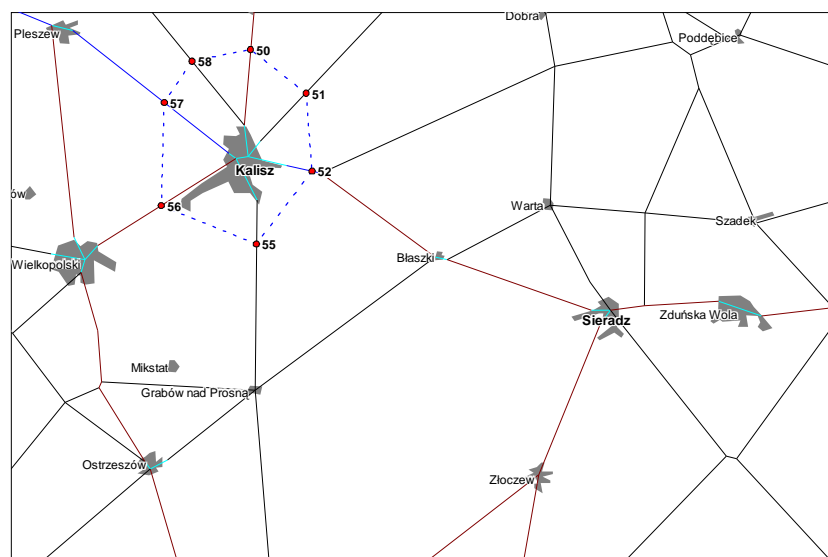 Dobra
Pleszew
Poddębice
50
58
51
57
Kalisz
52
ów
56
Warta
Szadek
55
Błaszki
Wielkopolski
Zduńska Wola
Sieradz
Mikstat
Grabów nad Prosną
Ostrzeszów
Złoczew